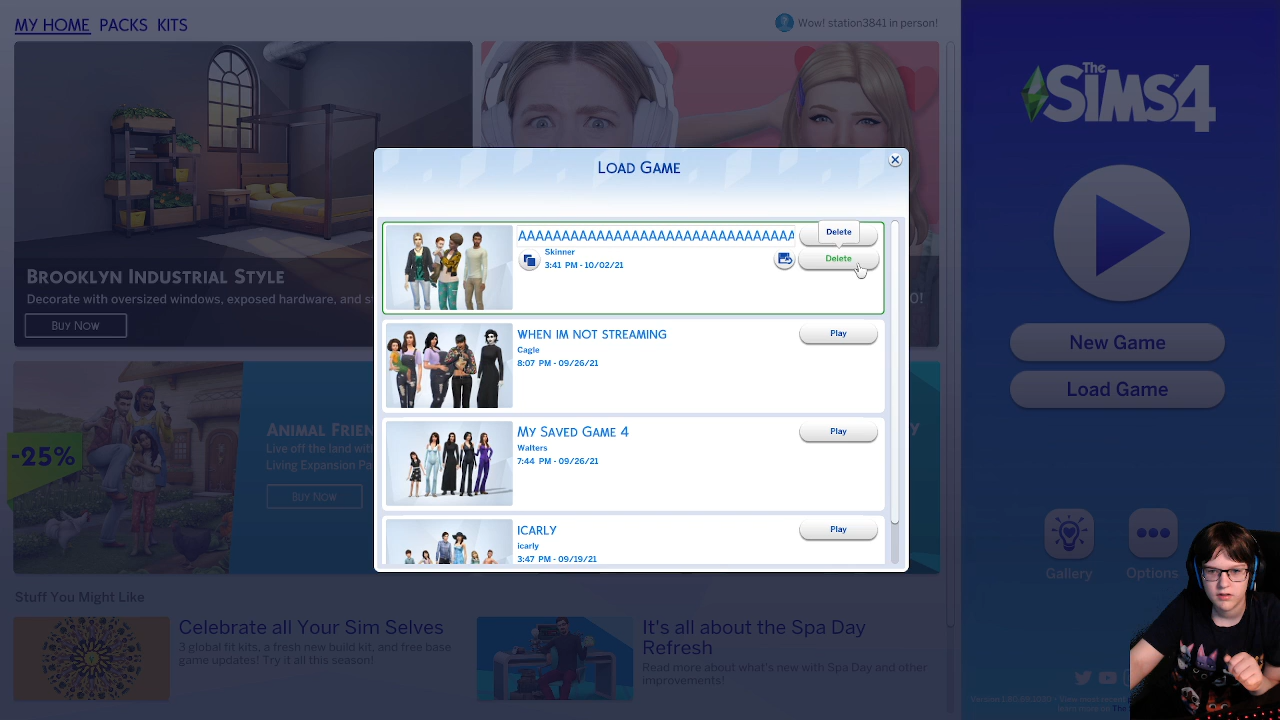 MY HOME PACKS KITS
Wow! station3841 in person!
The
SIMS4
BROOKLYN INDUSTRIAL STYLE
Decorate with oversized windows, exposed hardware, and
BUY NOW
LOAD GAME
AAAAAAAAAAAAAAAAAAAAAAAAAAAAAAAA
Delete
Skinner
Delete
3:41 PM - 10/02/21
WHEN IM NOT STREAMING
Play
Cagle
8:07 PM - 09/26/21
MY SAVED GAME 4
Play
Walters
7:44 PM - 09/26/21
ICARLY
Play
icarly
3:47 PM - 09/19/21
New Game
Load Game
-25%
ANIMAL
Live off the land
Living Expansion
BUY NOW
Gallery
Options
Stuff You Might Like
Celebrate all Your Sim Selves
3 global fit kits, a fresh new build kit, and free base
game updates! Try it all this season!
It's all about the Spa Day
Refresh
Read more about what's new with Spa Day and other
improvements!